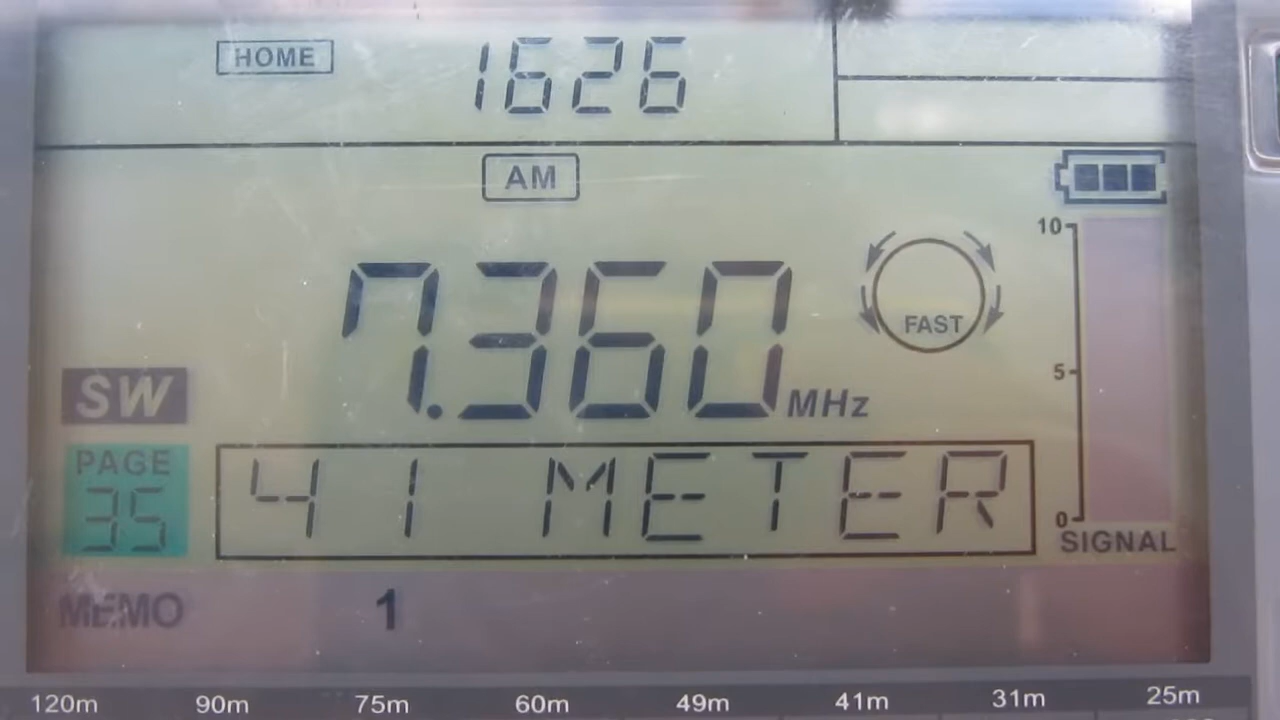 HOME 1626
AM
10
7.360 MHz
FAST
5
SW
PAGE
35
41 METER
0
SIGNAL
MEMO 1
120m 90m 75m 60m 49m 41m 31m 25m